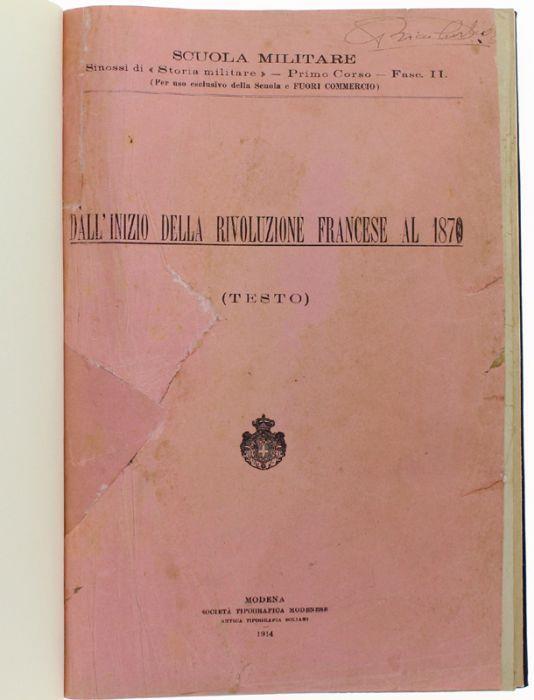 SCUOLA MILITARE
Sinossi di « Storia militare » — Primo Corso — Fasc. II.
(Per uso esclusivo della Scuola e FUORI COMMERCIO)
DALL'INIZIO DELLA RIVOLUZIONE FRANCESE AL 1870
(TESTO)
MODENA
SOCIETÀ TIPOGRAFICA MODENESE
ANTICA TIPOGRAFIA SOLIANI
1914